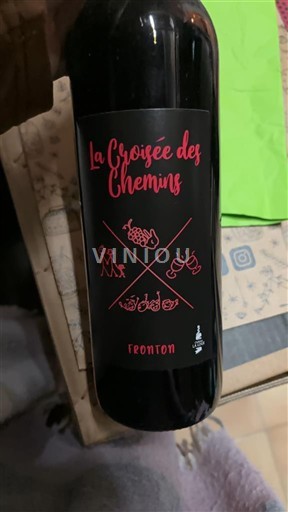 La Croisée des
Chemins
VINIOU
FRONTON